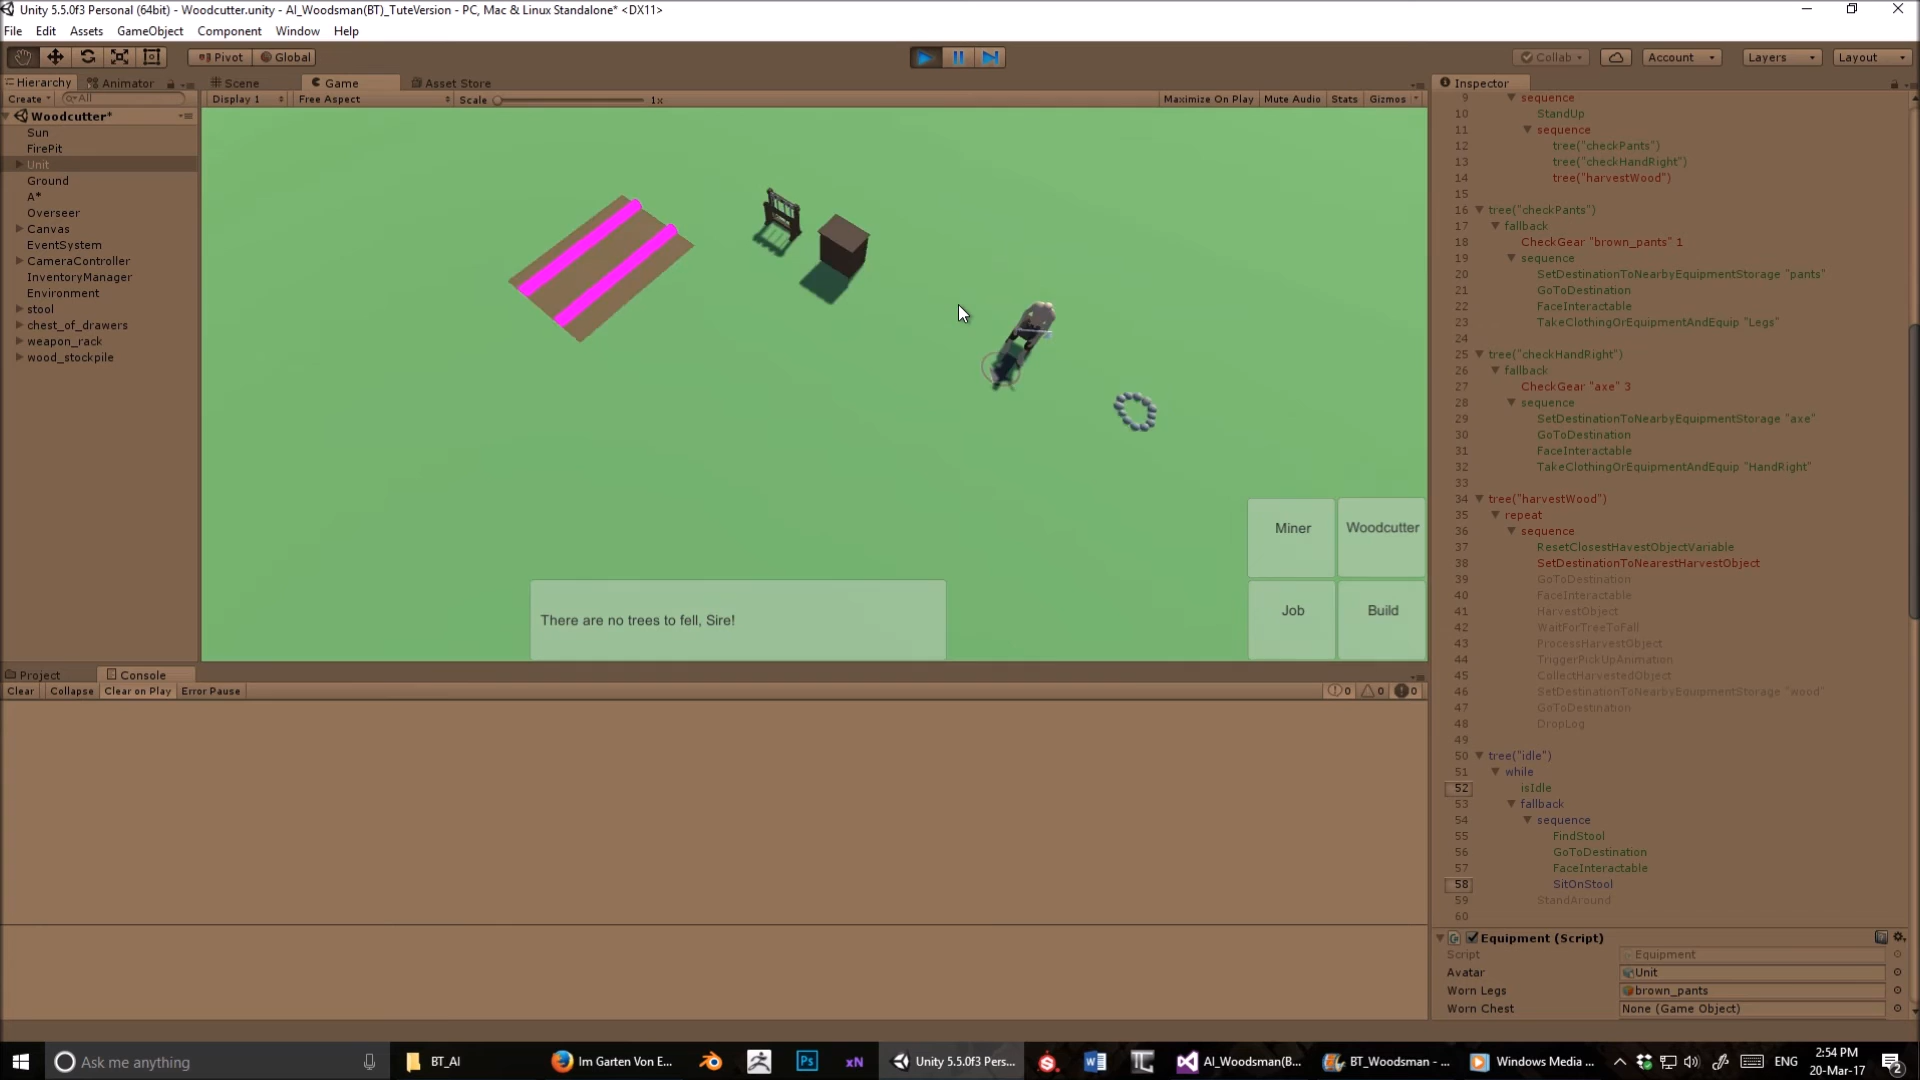 Unity 5.5.0f3 Personal (64bit) - Woodcutter.unity - AI_Woodsman(BT)_TuteVersion - PC, Mac & Linux Standalone* <DX11>
File Edit Assets GameObject Component Window Help
Pivot Global
Collab Account Layers Layout
Hierarchy Animator Scene Game Asset Store Inspector
Create All Display 1 Free Aspect Scale 1x Maximize On Play Mute Audio Stats Gizmos
Woodcutter*
Sun
FirePit
Unit
Ground
A*
Overseer
Canvas
EventSystem
CameraController
InventoryManager
Environment
stool
chest_of_drawers
weapon_rack
wood_stockpile
Miner Woodcutter
Job Build
There are no trees to fell, Sire!
Project Console
Clear Collapse Clear on Play Error Pause 0 0 0
9 sequence
10 StandUp
11 sequence
12 tree("checkPants")
13 tree("checkHandRight")
14 tree("harvestWood")
15
16 tree("checkPants")
17 fallback
18 CheckGear "brown_pants" 1
19 sequence
20 SetDestinationToNearbyEquipmentStorage "pants"
21 GoToDestination
22 FaceInteractable
23 TakeClothingOrEquipmentAndEquip "Legs"
24
25 tree("checkHandRight")
26 fallback
27 CheckGear "axe" 3
28 sequence
29 SetDestinationToNearbyEquipmentStorage "axe"
30 GoToDestination
31 FaceInteractable
32 TakeClothingOrEquipmentAndEquip "HandRight"
33
34 tree("harvestWood")
35 repeat
36 sequence
37 ResetClosestHavestObjectVariable
38 SetDestinationToNearestHarvestObject
39 GoToDestination
40 FaceInteractable
41 HarvestObject
42 WaitForTreeToFall
43 ProcessHarvestObject
44 TriggerPickUpAnimation
45 CollectHarvestedObject
46 SetDestinationToNearbyEquipmentStorage "wood"
47 GoToDestination
48 DropLog
49
50 tree("idle")
51 while
52 isIdle
53 fallback
54 sequence
55 FindStool
56 GoToDestination
57 FaceInteractable
58 SitOnStool
59 StandAround
60
Equipment (Script)
Script Equipment
Avatar Unit
Worn Legs brown_pants
Worn Chest None (Game Object)
Ask me anything BT_AI Im Garten Von E... Ps xN Unity 5.5.0f3 Pers... AI_Woodsman(B... BT_Woodsman - ... Windows Media ... ENG 2:54 PM
20-Mar-17 2